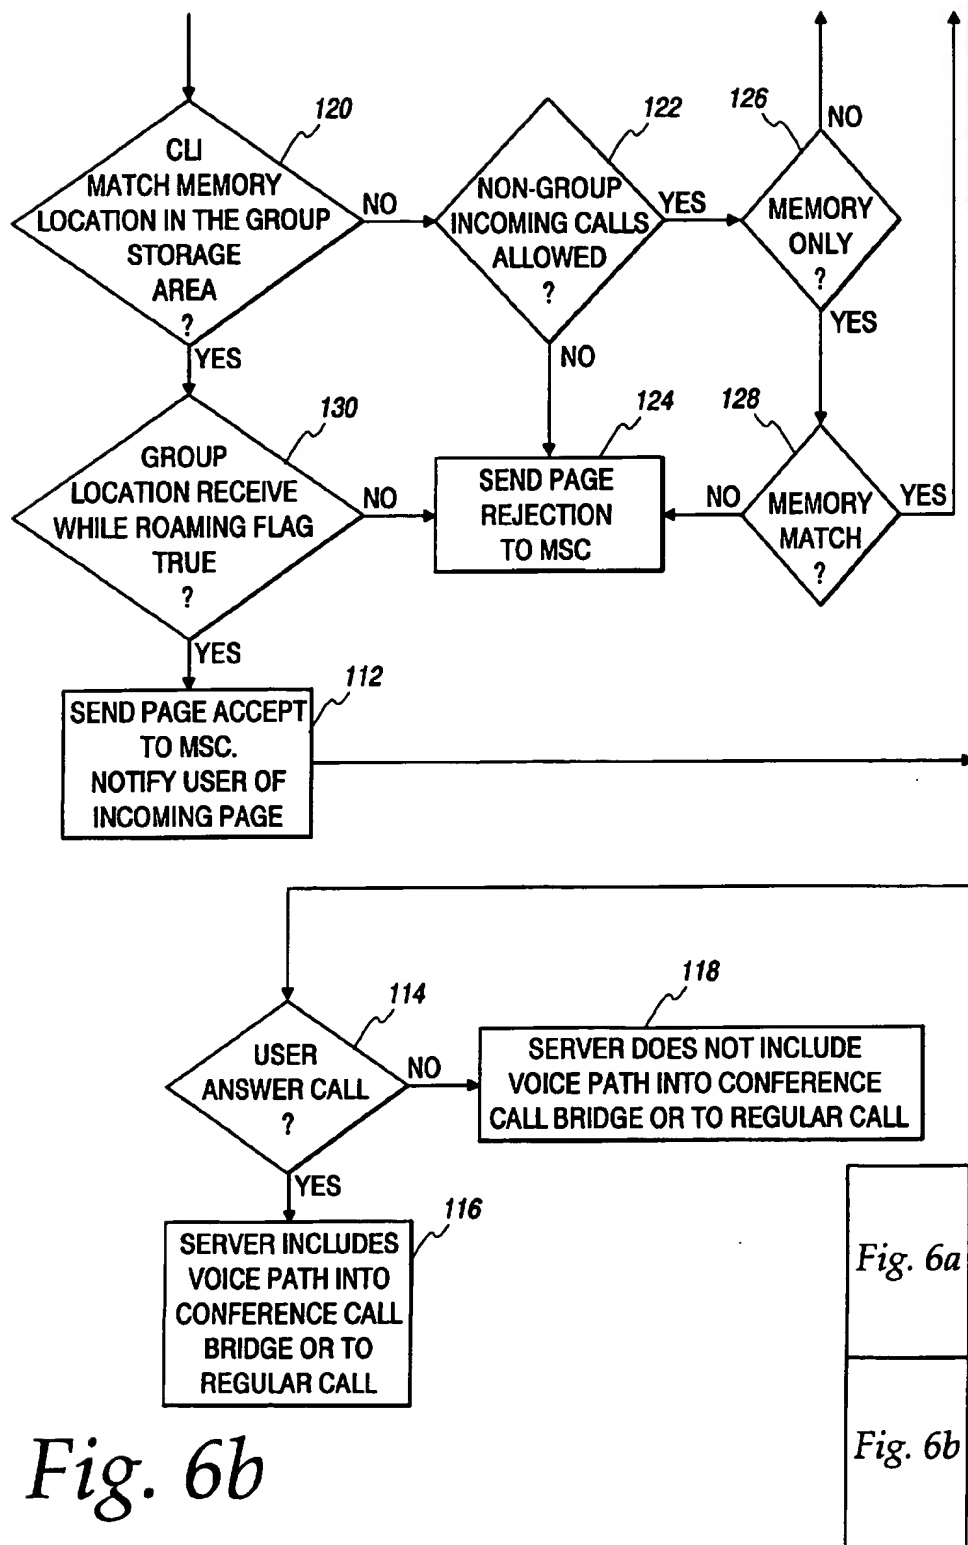 120
CLI
MATCH MEMORY
LOCATION IN THE GROUP
STORAGE
AREA
?
NO
YES
122
NON-GROUP
INCOMING CALLS
ALLOWED
?
YES
NO
126
NO
MEMORY
ONLY
?
YES
130
GROUP
LOCATION RECEIVE
WHILE ROAMING FLAG
TRUE
?
NO
YES
124
SEND PAGE
REJECTION
TO MSC
128
NO
MEMORY
MATCH
?
YES
112
SEND PAGE ACCEPT
TO MSC.
NOTIFY USER OF
INCOMING PAGE
114
USER
ANSWER CALL
?
NO
YES
118
SERVER DOES NOT INCLUDE
VOICE PATH INTO CONFERENCE
CALL BRIDGE OR TO REGULAR CALL
116
SERVER INCLUDES
VOICE PATH INTO
CONFERENCE CALL
BRIDGE OR TO
REGULAR CALL
Fig. 6a
Fig. 6b
Fig. 6b